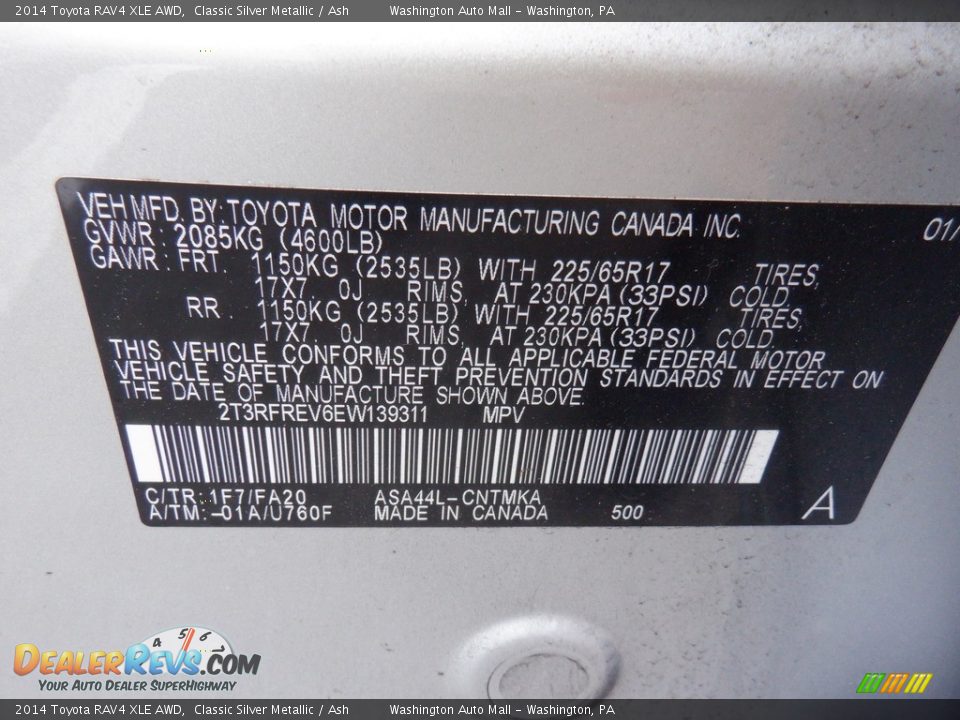 2014 Toyota RAV4 XLE AWD, Classic Silver Metallic / Ash Washington Auto Mall - Washington, PA
VEH MFD. BY: TOYOTA MOTOR MANUFACTURING CANADA INC. 01/
GVWR : 2085KG (4600LB)
GAWR : FRT. 1150KG (2535LB) WITH 225/65R17 TIRES,
17X7. 0J RIMS, AT 230KPA (33PSI) COLD.
RR . 1150KG (2535LB) WITH 225/65R17 TIRES,
17X7. 0J RIMS, AT 230KPA (33PSI) COLD.
THIS VEHICLE CONFORMS TO ALL APPLICABLE FEDERAL MOTOR
VEHICLE SAFETY AND THEFT PREVENTION STANDARDS IN EFFECT ON
THE DATE OF MANUFACTURE SHOWN ABOVE.
2T3RFREV6EW139311 MPV
C/TR: 1F7/FA20 ASA44L-CNTMKA
A/TM: -01A/U760F MADE IN CANADA 500 A
4 5 6
DealerRevs.com
Your Auto Dealer SuperHighway
2014 Toyota RAV4 XLE AWD, Classic Silver Metallic / Ash Washington Auto Mall - Washington, PA